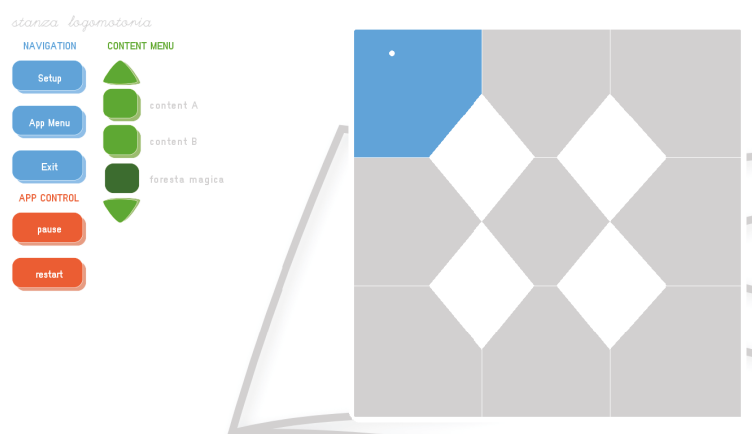 stanza logomotoria
NAVIGATION
CONTENT MENU
Setup
content A
App Menu
content B
Exit
foresta magica
APP CONTROL
pause
restart